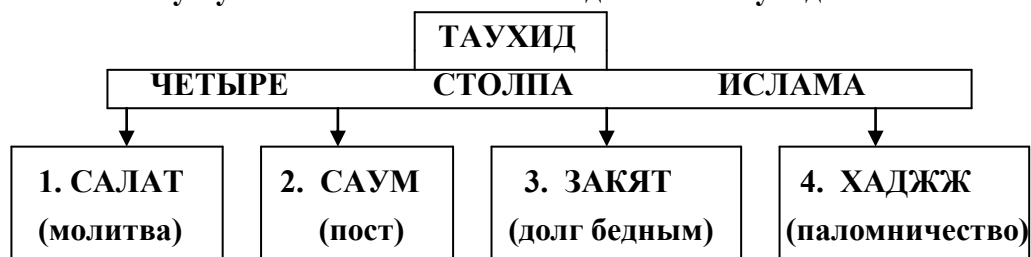 ТАУХИД
ЧЕТЫРЕ СТОЛПА ИСЛАМА
1. САЛАТ
(молитва)
2. САУМ
(пост)
3. ЗАКЯТ
(долг бедным)
4. ХАДЖЖ
(паломничество)